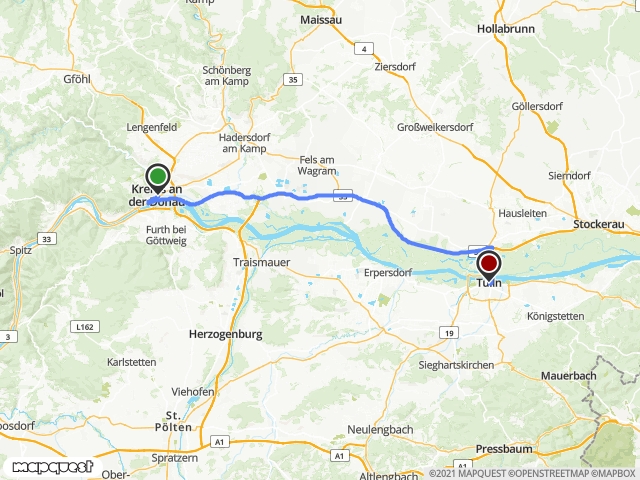 Maissau
Hollabrunn
4
Ziersdorf
Gföhl
Schönberg
am Kamp
35
Göllersdorf
Lengenfeld
Großweikersdorf
Hadersdorf
am Kamp
Fels am
Wagram
Sierndorf
Krems an
der Donau
Hausleiten
Stockerau
33
Furth bei
Göttweig
Spitz
Traismauer
Erpersdorf
Tulln
Königstetten
L162
3
Herzogenburg
19
Karlstetten
Sieghartskirchen
Mauerbach
Viehofen
St.
Pölten
Neulengbach
A1
Pressbaum
A1
Spratzern
mapquest
Ober-
Altlengbach
©2021 MAPQUEST ©OPENSTREETMAP ©MAPBOX